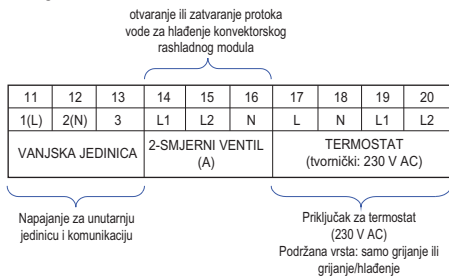 otvaranje ili zatvaranje protoka
vode za hlađenje konvektorskog
rashladnog modula
11 12 13 14 15 16 17 18 19 20
1(L) 2(N) 3 L1 L2 N L N L1 L2
VANJSKA JEDINICA
2-SMJERNI VENTIL
(A)
TERMOSTAT
(tvornički: 230 V AC)
Napajanje za unutarnju
jedinicu i komunikaciju
Priključak za termostat
(230 V AC)
Podržana vrsta: samo grijanje ili
grijanje/hlađenje